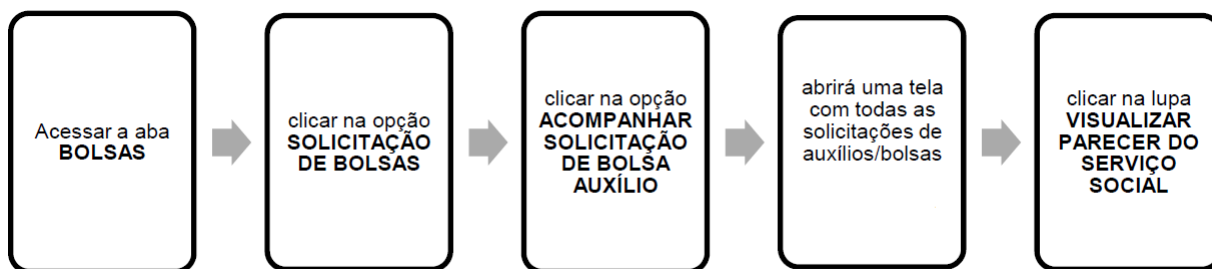 Acessar a aba
BOLSAS
clicar na opção
SOLICITAÇÃO
DE BOLSAS
clicar na opção
ACOMPANHAR
SOLICITAÇÃO
DE BOLSA
AUXÍLIO
abrirá uma tela
com todas as
solicitações de
auxílios/bolsas
clicar na lupa
VISUALIZAR
PARECER DO
SERVIÇO
SOCIAL